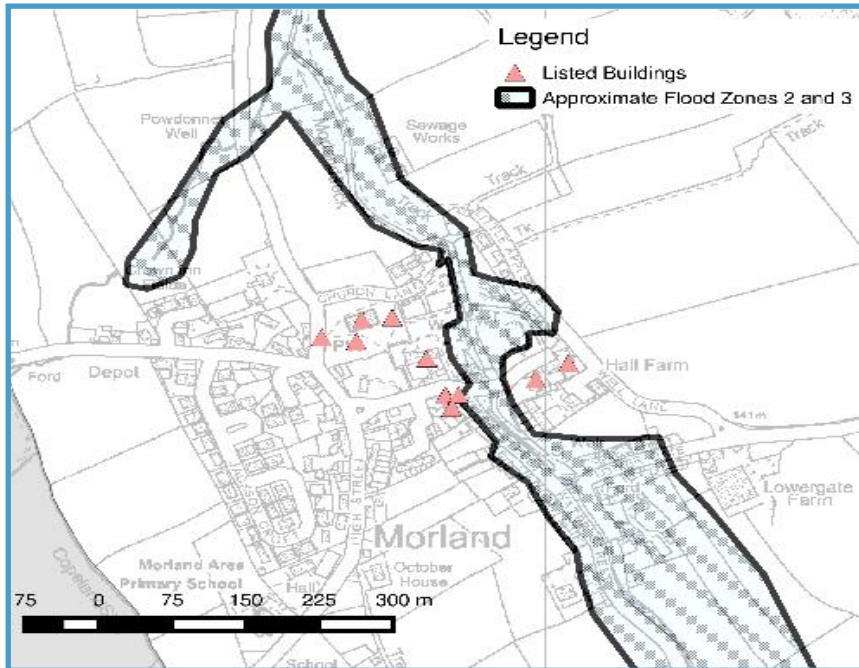 Legend
Listed Buildings
Approximate Flood Zones 2 and 3
Powdonnet
Well
Sewage
Works
Track
Track
Track
CHURCH LANE
Hall Farm
LANE
Ford
Depot
HIGH STREET
Lowergate
Farm
Morland
Morland Area
Primary School
October
House
Hall
School
75 0 75 150 225 300 m